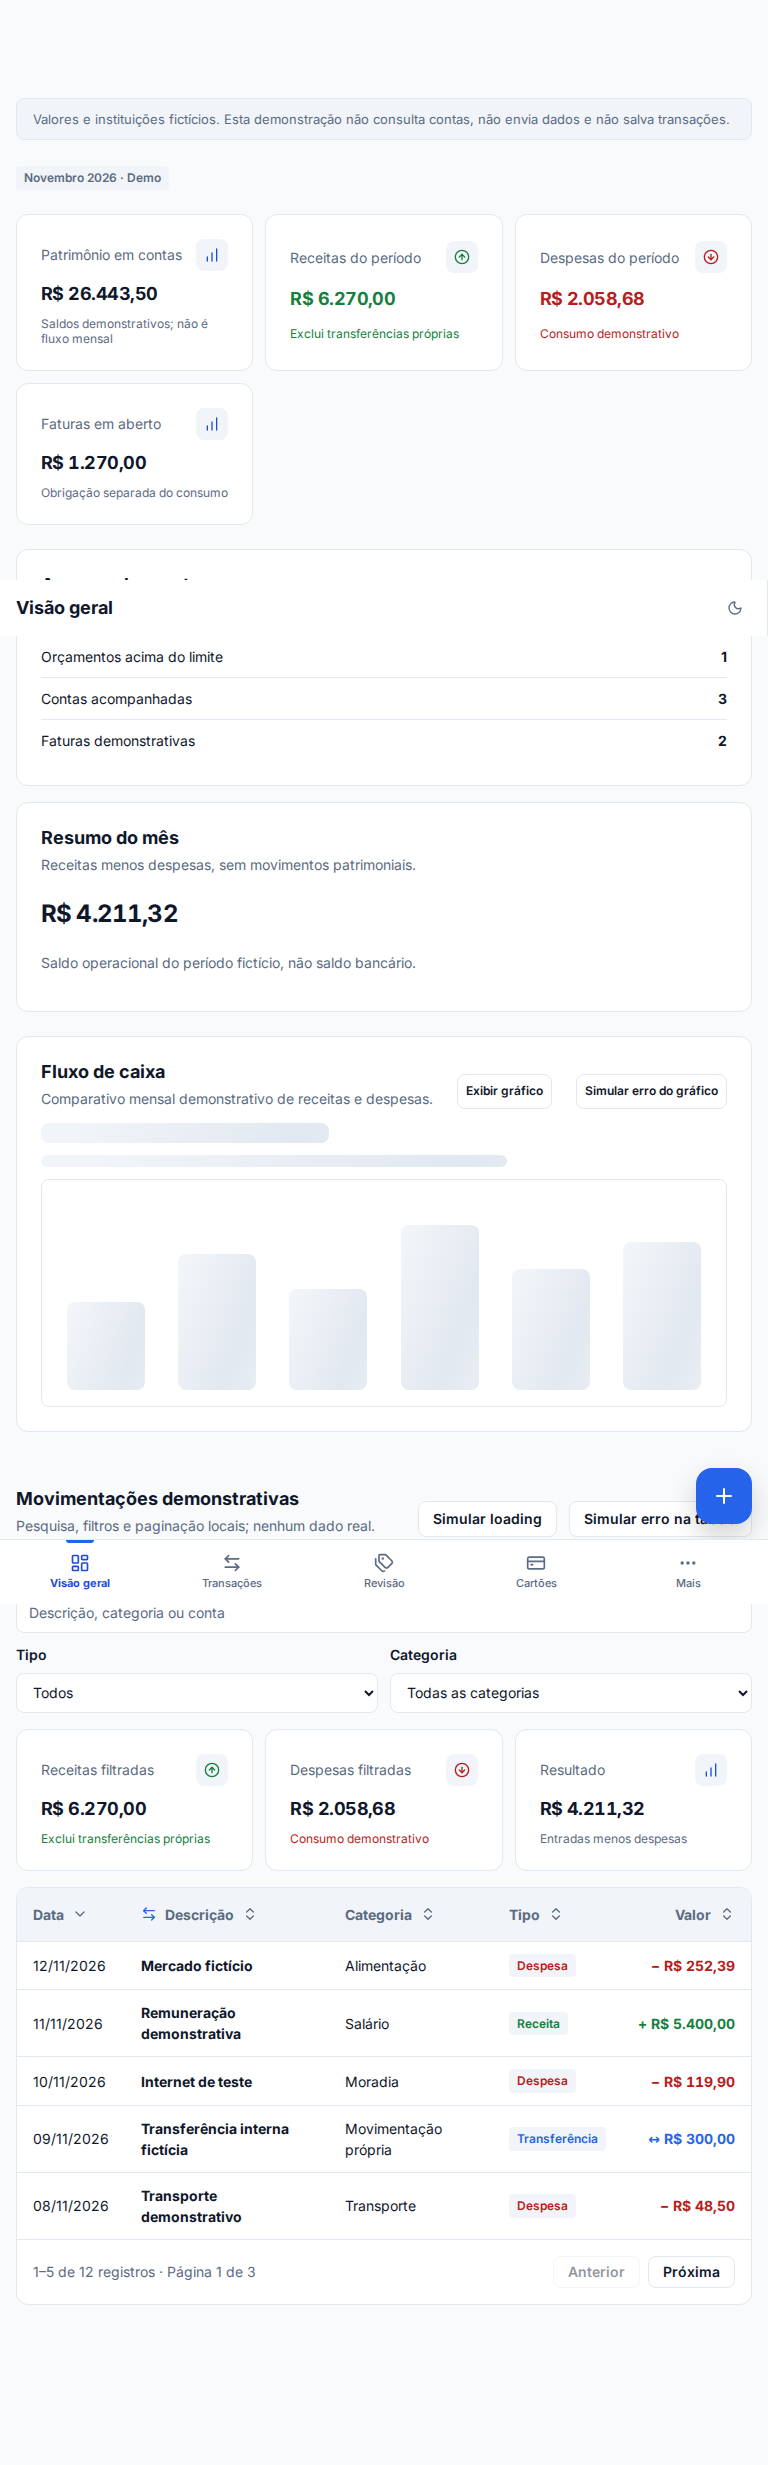 Valores e instituições fictícios. Esta demonstração não consulta contas, não envia dados e não salva transações.
Novembro 2026 · Demo
Patrimônio em contas
R$ 26.443,50
Saldos demonstrativos; não é
fluxo mensal
Receitas do período
R$ 6.270,00
Exclui transferências próprias
Despesas do período
R$ 2.058,68
Consumo demonstrativo
Faturas em aberto
R$ 1.270,00
Obrigação separada do consumo
Visão geral
Orçamentos acima do limite 1
Contas acompanhadas 3
Faturas demonstrativas 2
Resumo do mês
Receitas menos despesas, sem movimentos patrimoniais.
R$ 4.211,32
Saldo operacional do período fictício, não saldo bancário.
Fluxo de caixa
Comparativo mensal demonstrativo de receitas e despesas.
Exibir gráfico
Simular erro do gráfico
Movimentações demonstrativas
Pesquisa, filtros e paginação locais; nenhum dado real.
Simular loading
Simular erro na
Visão geral
Transações
Revisão
Cartões
Mais
Descrição, categoria ou conta
Tipo
Todos
Categoria
Todas as categorias
Receitas filtradas
R$ 6.270,00
Exclui transferências próprias
Despesas filtradas
R$ 2.058,68
Consumo demonstrativo
Resultado
R$ 4.211,32
Entradas menos despesas
Data Descrição Categoria Tipo Valor
12/11/2026 Mercado fictício Alimentação Despesa − R$ 252,39
11/11/2026 Remuneração demonstrativa Salário Receita + R$ 5.400,00
10/11/2026 Internet de teste Moradia Despesa − R$ 119,90
09/11/2026 Transferência interna fictícia Movimentação própria Transferência ↔ R$ 300,00
08/11/2026 Transporte demonstrativo Transporte Despesa − R$ 48,50
1–5 de 12 registros · Página 1 de 3
Anterior
Próxima